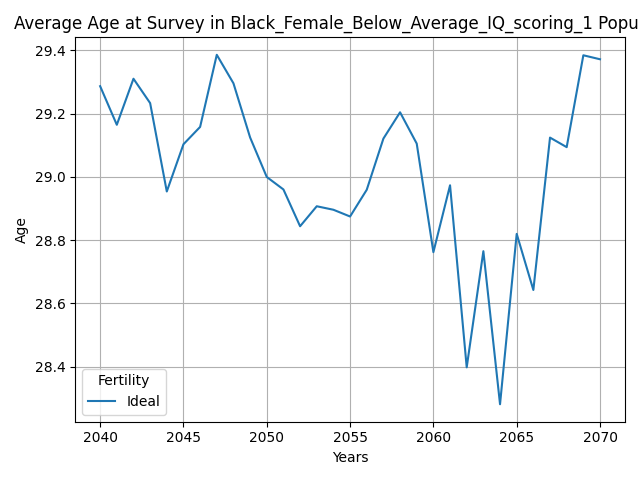 Average Age at Survey in Black_Female_Below_Average_IQ_scoring_1 Popu
29.4
29.2
29.0
28.8
28.6
28.4
Age
Fertility
Ideal
2040 2045 2050 2055 2060 2065 2070
Years